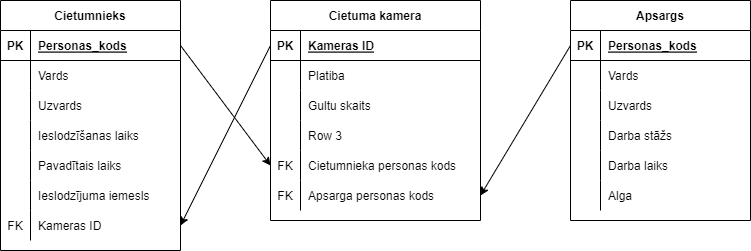 Cietumnieks
PK Personas_kods
Vards
Uzvards
Ieslodzīšanas laiks
Pavadītais laiks
Ieslodzījuma iemesls
FK Kameras ID
Cietuma kamera
PK Kameras ID
Platiba
Gultu skaits
Row 3
FK Cietumnieka personas kods
FK Apsarga personas kods
Apsargs
PK Personas_kods
Vards
Uzvards
Darba stāžs
Darba laiks
Alga